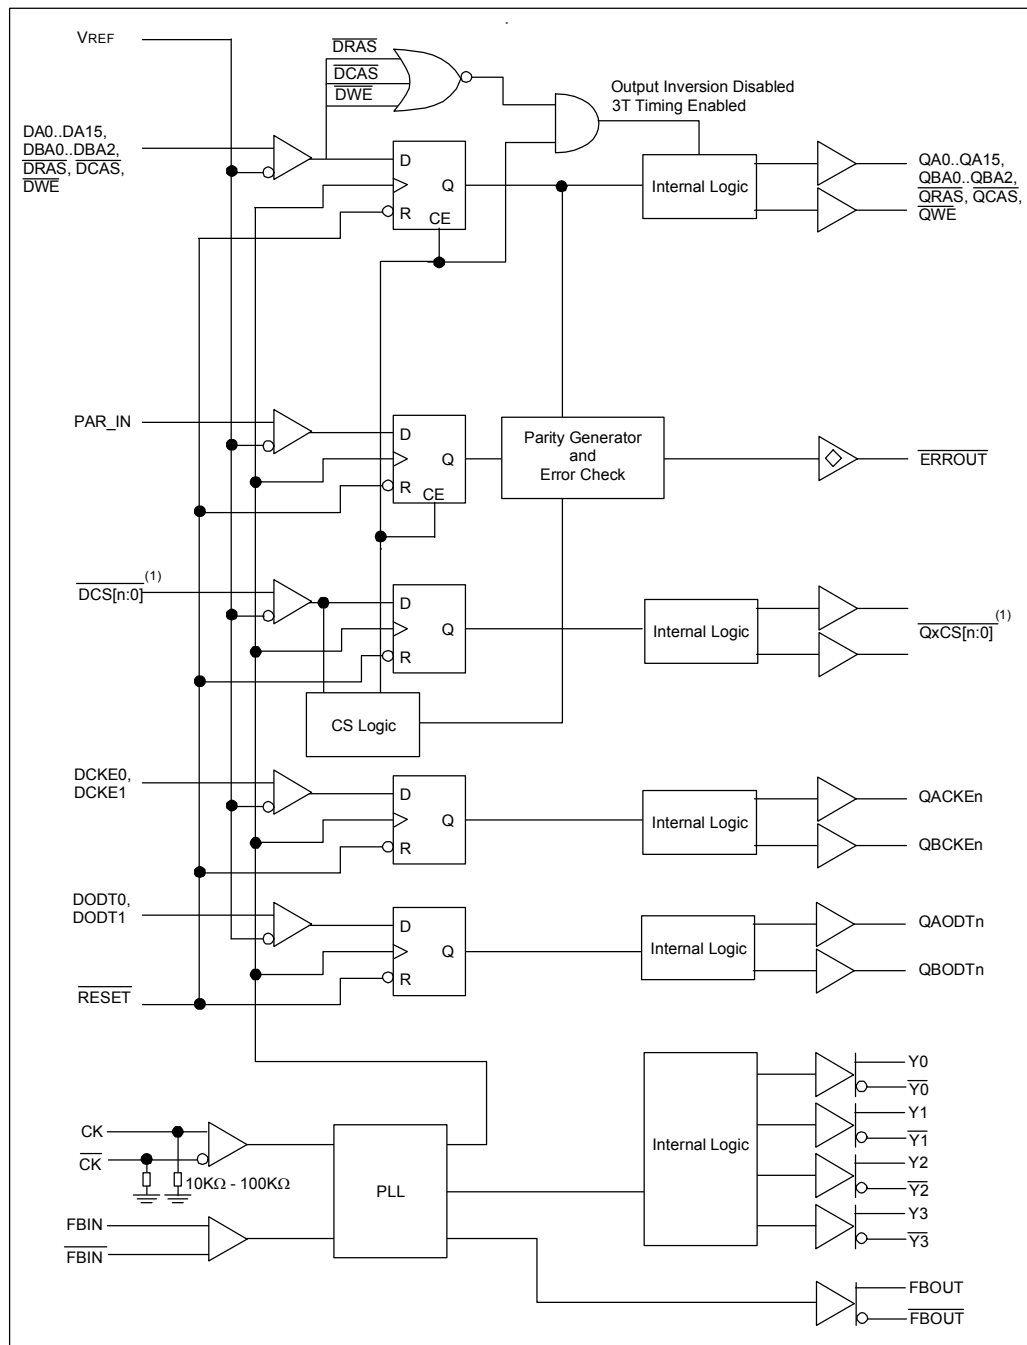 VREF
DRAS
DCAS
DWE
Output Inversion Disabled
3T Timing Enabled
DA0..DA15,
DBA0..DBA2,
DRAS, DCAS,
DWE
D
Q
R
CE
Internal Logic
QA0..QA15,
QBA0..QBA2,
QRAS, QCAS,
QWE
PAR_IN
D
Q
R
CE
Parity Generator
and
Error Check
ERROUT
DCS[n:0](1)
D
Q
R
Internal Logic
QxCS[n:0](1)
CS Logic
DCKE0,
DCKE1
D
Q
R
Internal Logic
QACKEn
QBCKEn
DODT0,
DODT1
D
Q
R
Internal Logic
QAODTn
QBODTn
RESET
CK
CK
10KΩ - 100KΩ
FBIN
FBIN
PLL
Internal Logic
Y0
Y0
Y1
Y1
Y2
Y2
Y3
Y3
FBOUT
FBOUT